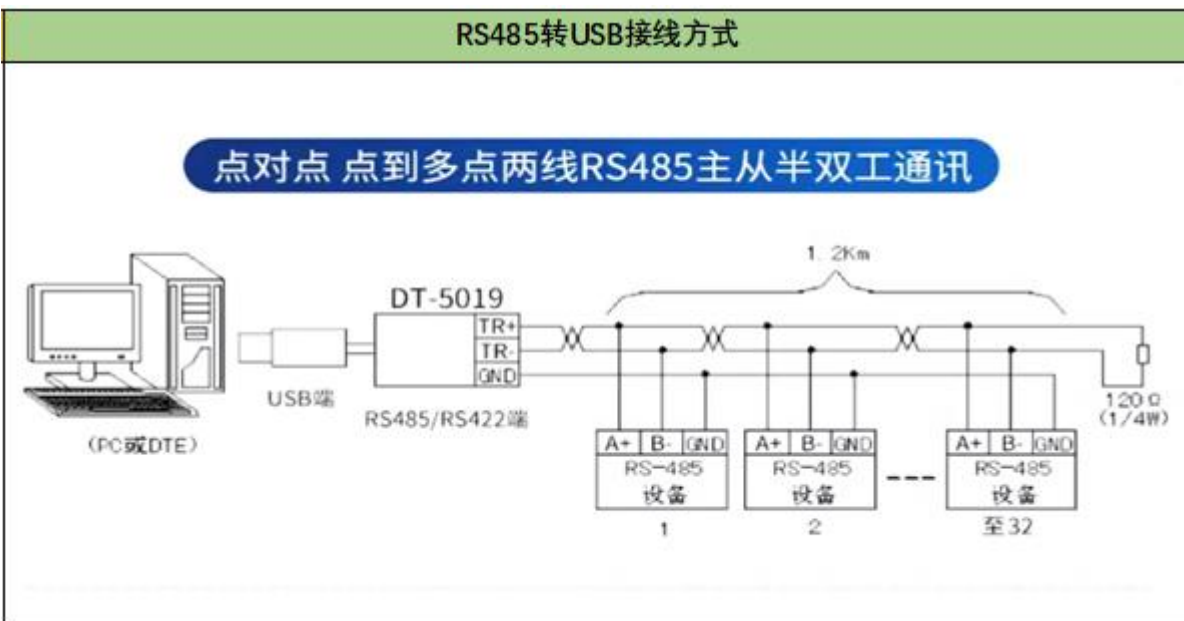 RS485转USB接线方式
点对点 点到多点两线RS485主从半双工通讯
1.2Km
DT-5019
TR+
TR-
GND
USB端
RS485/RS422端
(PC或DTE)
120Ω
(1/4W)
A+ B- GND
RS-485
设备
1
A+ B- GND
RS-485
设备
2
A+ B- GND
RS-485
设备
至32